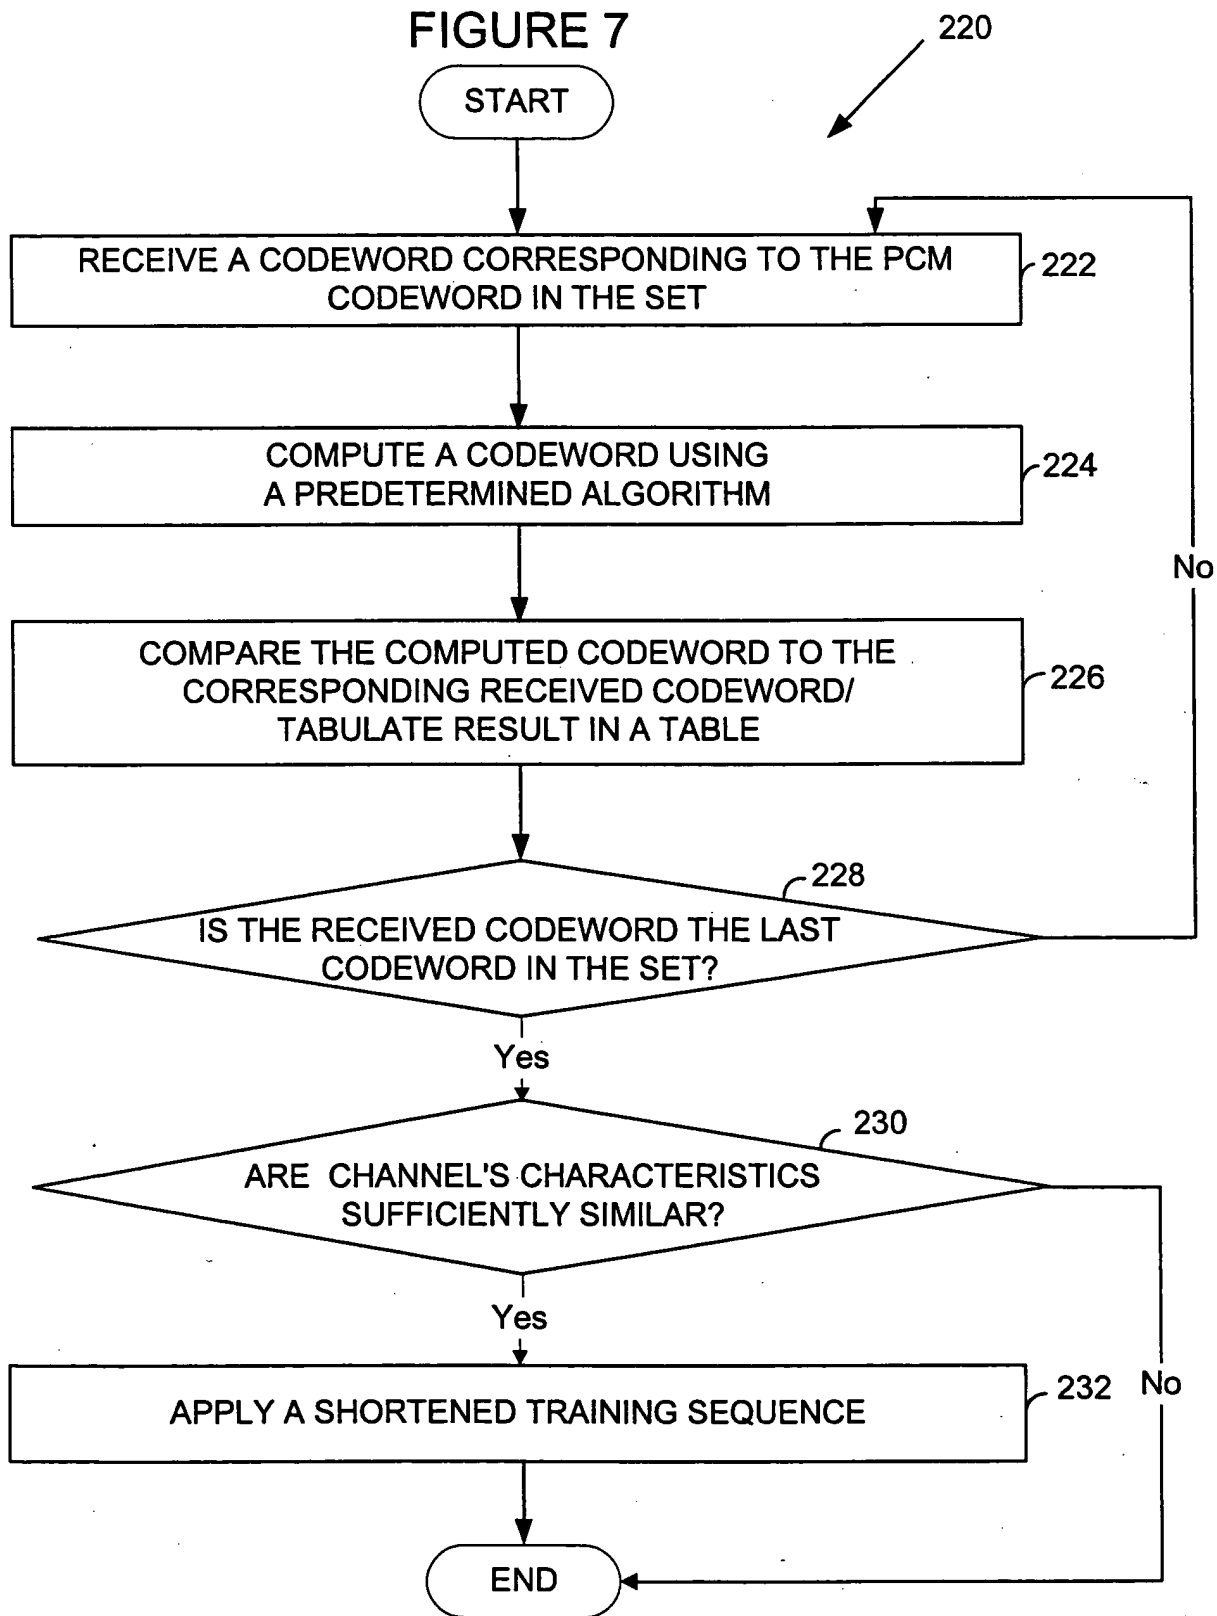 FIGURE 7
220
START
RECEIVE A CODEWORD CORRESPONDING TO THE PCM
CODEWORD IN THE SET
222
COMPUTE A CODEWORD USING
A PREDETERMINED ALGORITHM
224
No
COMPARE THE COMPUTED CODEWORD TO THE
CORRESPONDING RECEIVED CODEWORD/
TABULATE RESULT IN A TABLE
226
228
IS THE RECEIVED CODEWORD THE LAST
CODEWORD IN THE SET?
Yes
230
ARE CHANNEL'S CHARACTERISTICS
SUFFICIENTLY SIMILAR?
Yes
APPLY A SHORTENED TRAINING SEQUENCE
232
No
END